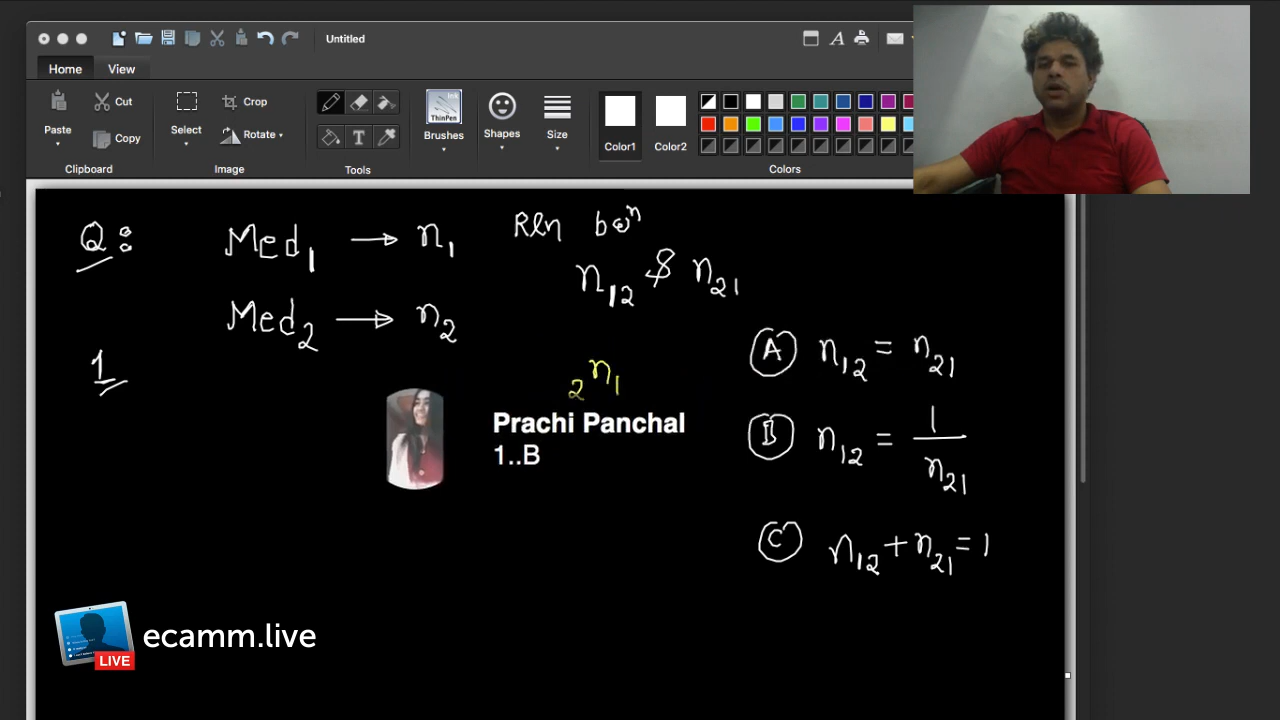 Untitled
Home View
Paste Cut Copy Select Crop Rotate Brushes Shapes Size Color1 Color2
ThinPen
Clipboard Image Tools Colors
Q: Med₁ → n₁ Rln bωⁿ
n₁₂ & n₂₁
Med₂ → n₂
1
Ⓐ n₁₂ = n₂₁
₂n₁
Prachi Panchal
1..B
Ⓑ n₁₂ = 1/n₂₁
Ⓒ n₁₂ + n₂₁ = 1
ecamm.live
LIVE